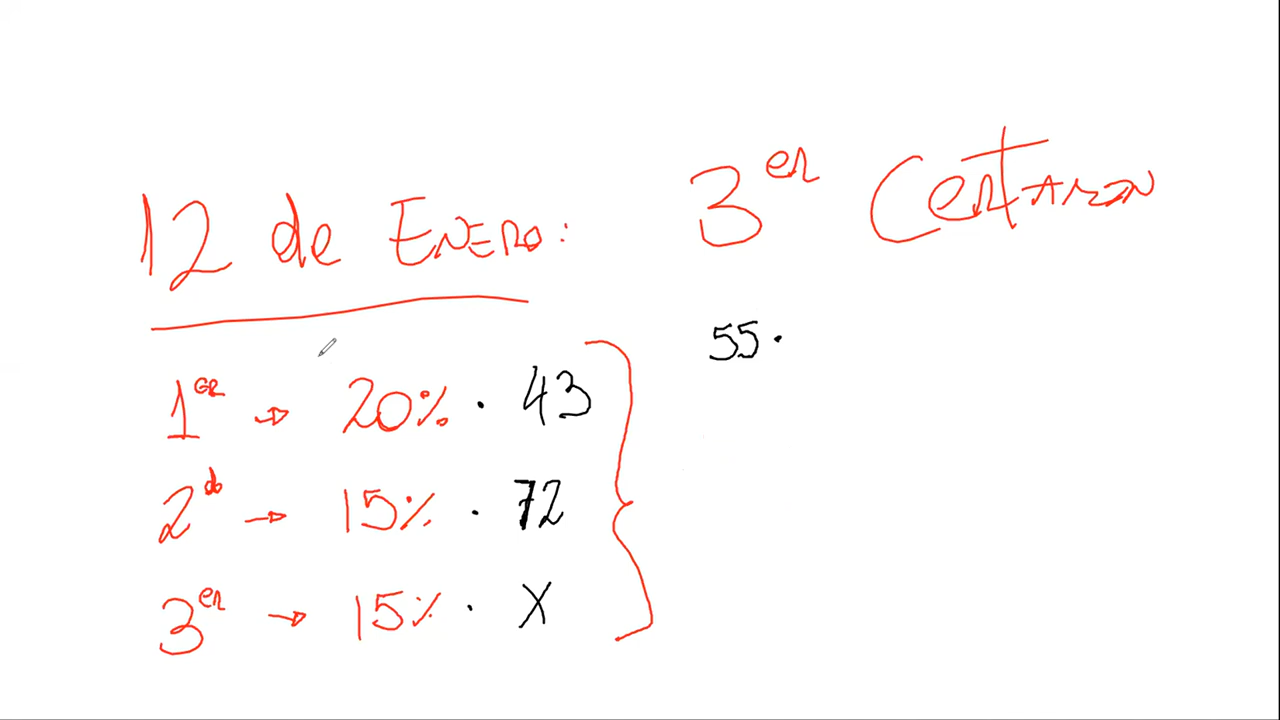 12 de ENERO: 3er Certamen
55 ·
1er → 20% · 43
2do → 15% · 72
3er → 15% · X